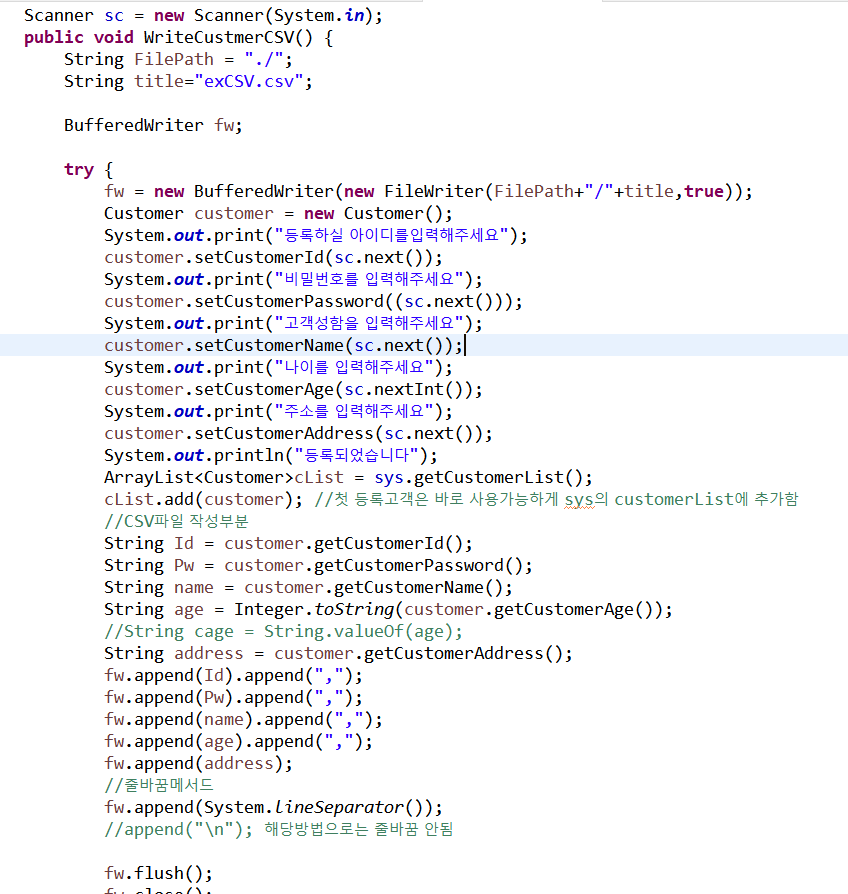 Scanner sc = new Scanner(System.in);
public void WriteCustmerCSV() {
String FilePath = "./";
String title="exCSV.csv";
BufferedWriter fw;
try {
fw = new BufferedWriter(new FileWriter(FilePath+"/"+title,true));
Customer customer = new Customer();
System.out.print("등록하실 아이디를입력해주세요");
customer.setCustomerId(sc.next());
System.out.print("비밀번호를 입력해주세요");
customer.setCustomerPassword((sc.next()));
System.out.print("고객성함을 입력해주세요");
customer.setCustomerName(sc.next());
System.out.print("나이를 입력해주세요");
customer.setCustomerAge(sc.nextInt());
System.out.print("주소를 입력해주세요");
customer.setCustomerAddress(sc.next());
System.out.println("등록되었습니다");
ArrayList<Customer>cList = sys.getCustomerList();
cList.add(customer); //첫 등록고객은 바로 사용가능하게 sys의 customerList에 추가함
//CSV파일 작성부분
String Id = customer.getCustomerId();
String Pw = customer.getCustomerPassword();
String name = customer.getCustomerName();
String age = Integer.toString(customer.getCustomerAge());
//String cage = String.valueOf(age);
String address = customer.getCustomerAddress();
fw.append(Id).append(",");
fw.append(Pw).append(",");
fw.append(name).append(",");
fw.append(age).append(",");
fw.append(address);
//줄바꿈메서드
fw.append(System.lineSeparator());
//append("\n"); 해당방법으로는 줄바꿈 안됨
fw.flush();